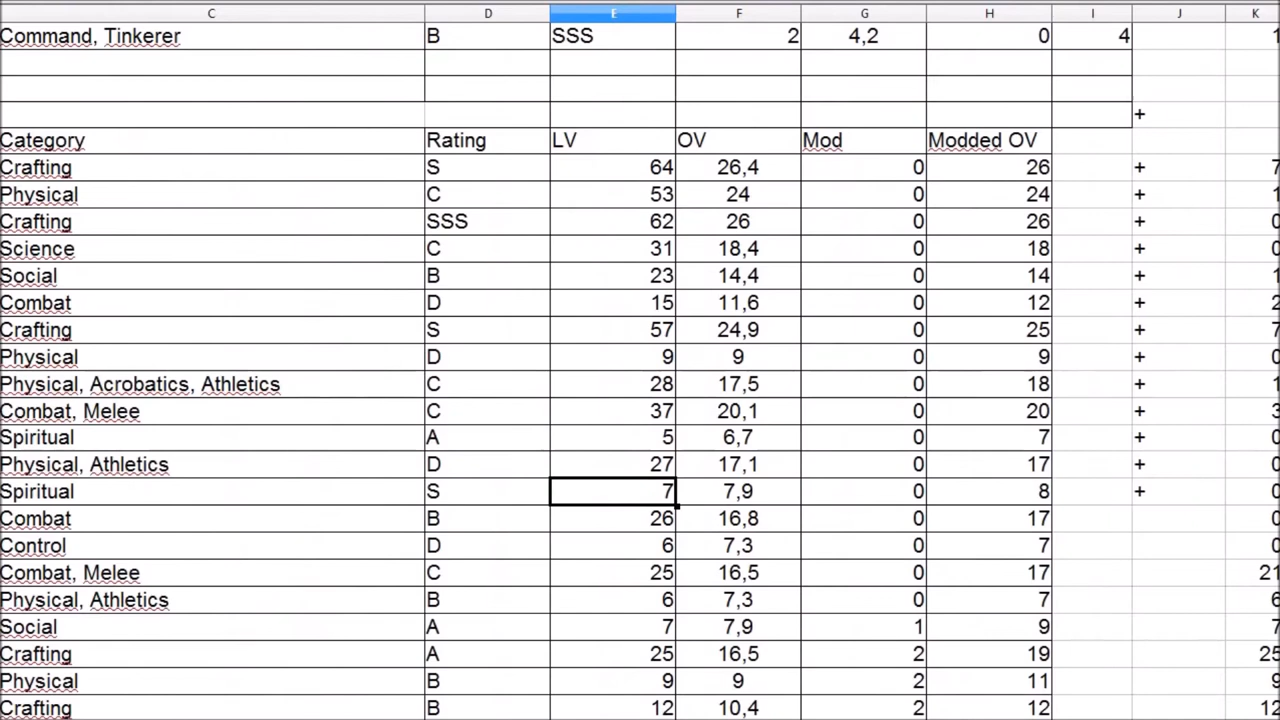 C D E F G H I J K
Command, Tinkerer B SSS 2 4,2 0 4 1
+
Category Rating LV OV Mod Modded OV
Crafting S 64 26,4 0 26 + 7
Physical C 53 24 0 24 + 1
Crafting SSS 62 26 0 26 + 0
Science C 31 18,4 0 18 + 0
Social B 23 14,4 0 14 + 1
Combat D 15 11,6 0 12 + 2
Crafting S 57 24,9 0 25 + 7
Physical D 9 9 0 9 + 0
Physical, Acrobatics, Athletics C 28 17,5 0 18 + 1
Combat, Melee C 37 20,1 0 20 + 3
Spiritual A 5 6,7 0 7 + 0
Physical, Athletics D 27 17,1 0 17 + 0
Spiritual S 7 7,9 0 8 + 0
Combat B 26 16,8 0 17 0
Control D 6 7,3 0 7 0
Combat, Melee C 25 16,5 0 17 21
Physical, Athletics B 6 7,3 0 7 6
Social A 7 7,9 1 9 7
Crafting A 25 16,5 2 19 25
Physical B 9 9 2 11 9
Crafting B 12 10,4 2 12 12